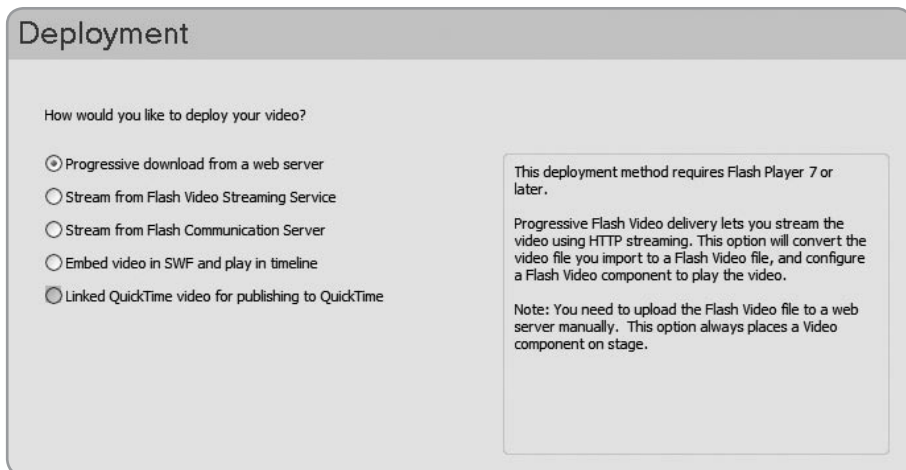 Deployment
How would you like to deploy your video?
Progressive download from a web server
Stream from Flash Video Streaming Service
Stream from Flash Communication Server
Embed video in SWF and play in timeline
Linked QuickTime video for publishing to QuickTime
This deployment method requires Flash Player 7 or
later.
Progressive Flash Video delivery lets you stream the
video using HTTP streaming. This option will convert the
video file you import to a Flash Video file, and configure
a Flash Video component to play the video.
Note: You need to upload the Flash Video file to a web
server manually.  This option always places a Video
component on stage.